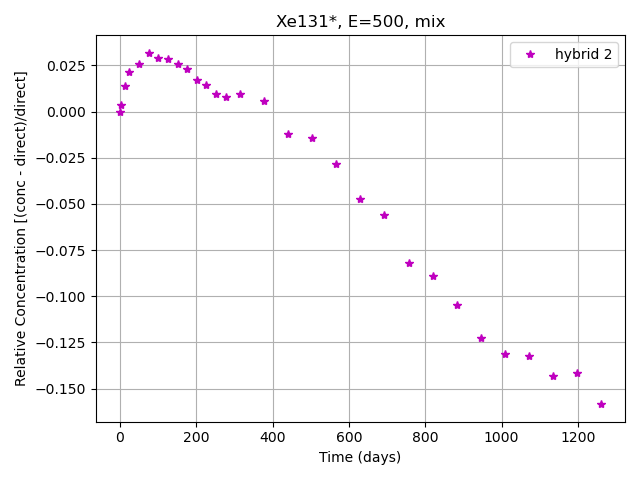 Xe131*, E=500, mix
hybrid 2
Relative Concentration [(conc - direct)/direct]
0.025
0.000
−0.025
−0.050
−0.075
−0.100
−0.125
−0.150
0 200 400 600 800 1000 1200
Time (days)